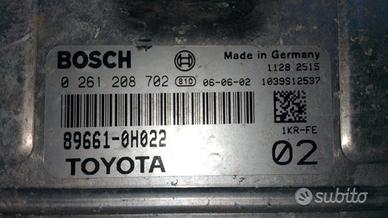 BOSCH
Made in Germany
1128 2515
0 261 208 702 81D 06-06-02 1039S12537
89661-0H022
1KR-FE
TOYOTA
02
subito